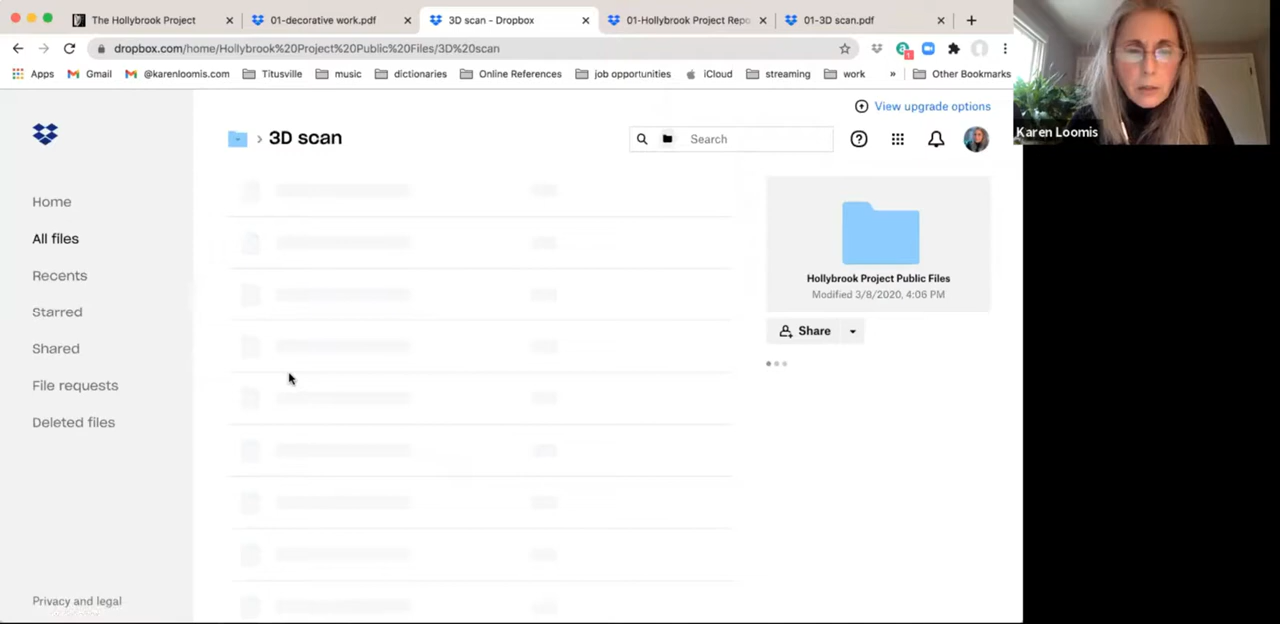 The Hollybrook Project
01-decorative work.pdf
3D scan - Dropbox
01-Hollybrook Project Repo
01-3D scan.pdf
dropbox.com/home/Hollybrook%20Project%20Public%20Files/3D%20scan
1
Apps
Gmail
@karenloomis.com
Titusville
music
dictionaries
Online References
job opportunities
iCloud
streaming
work
»
Other Bookmarks
Karen Loomis
View upgrade options
> 3D scan
Search
Home
All files
Recents
Starred
Shared
File requests
Deleted files
Hollybrook Project Public Files
Modified 3/8/2020, 4:06 PM
Share
Privacy and legal